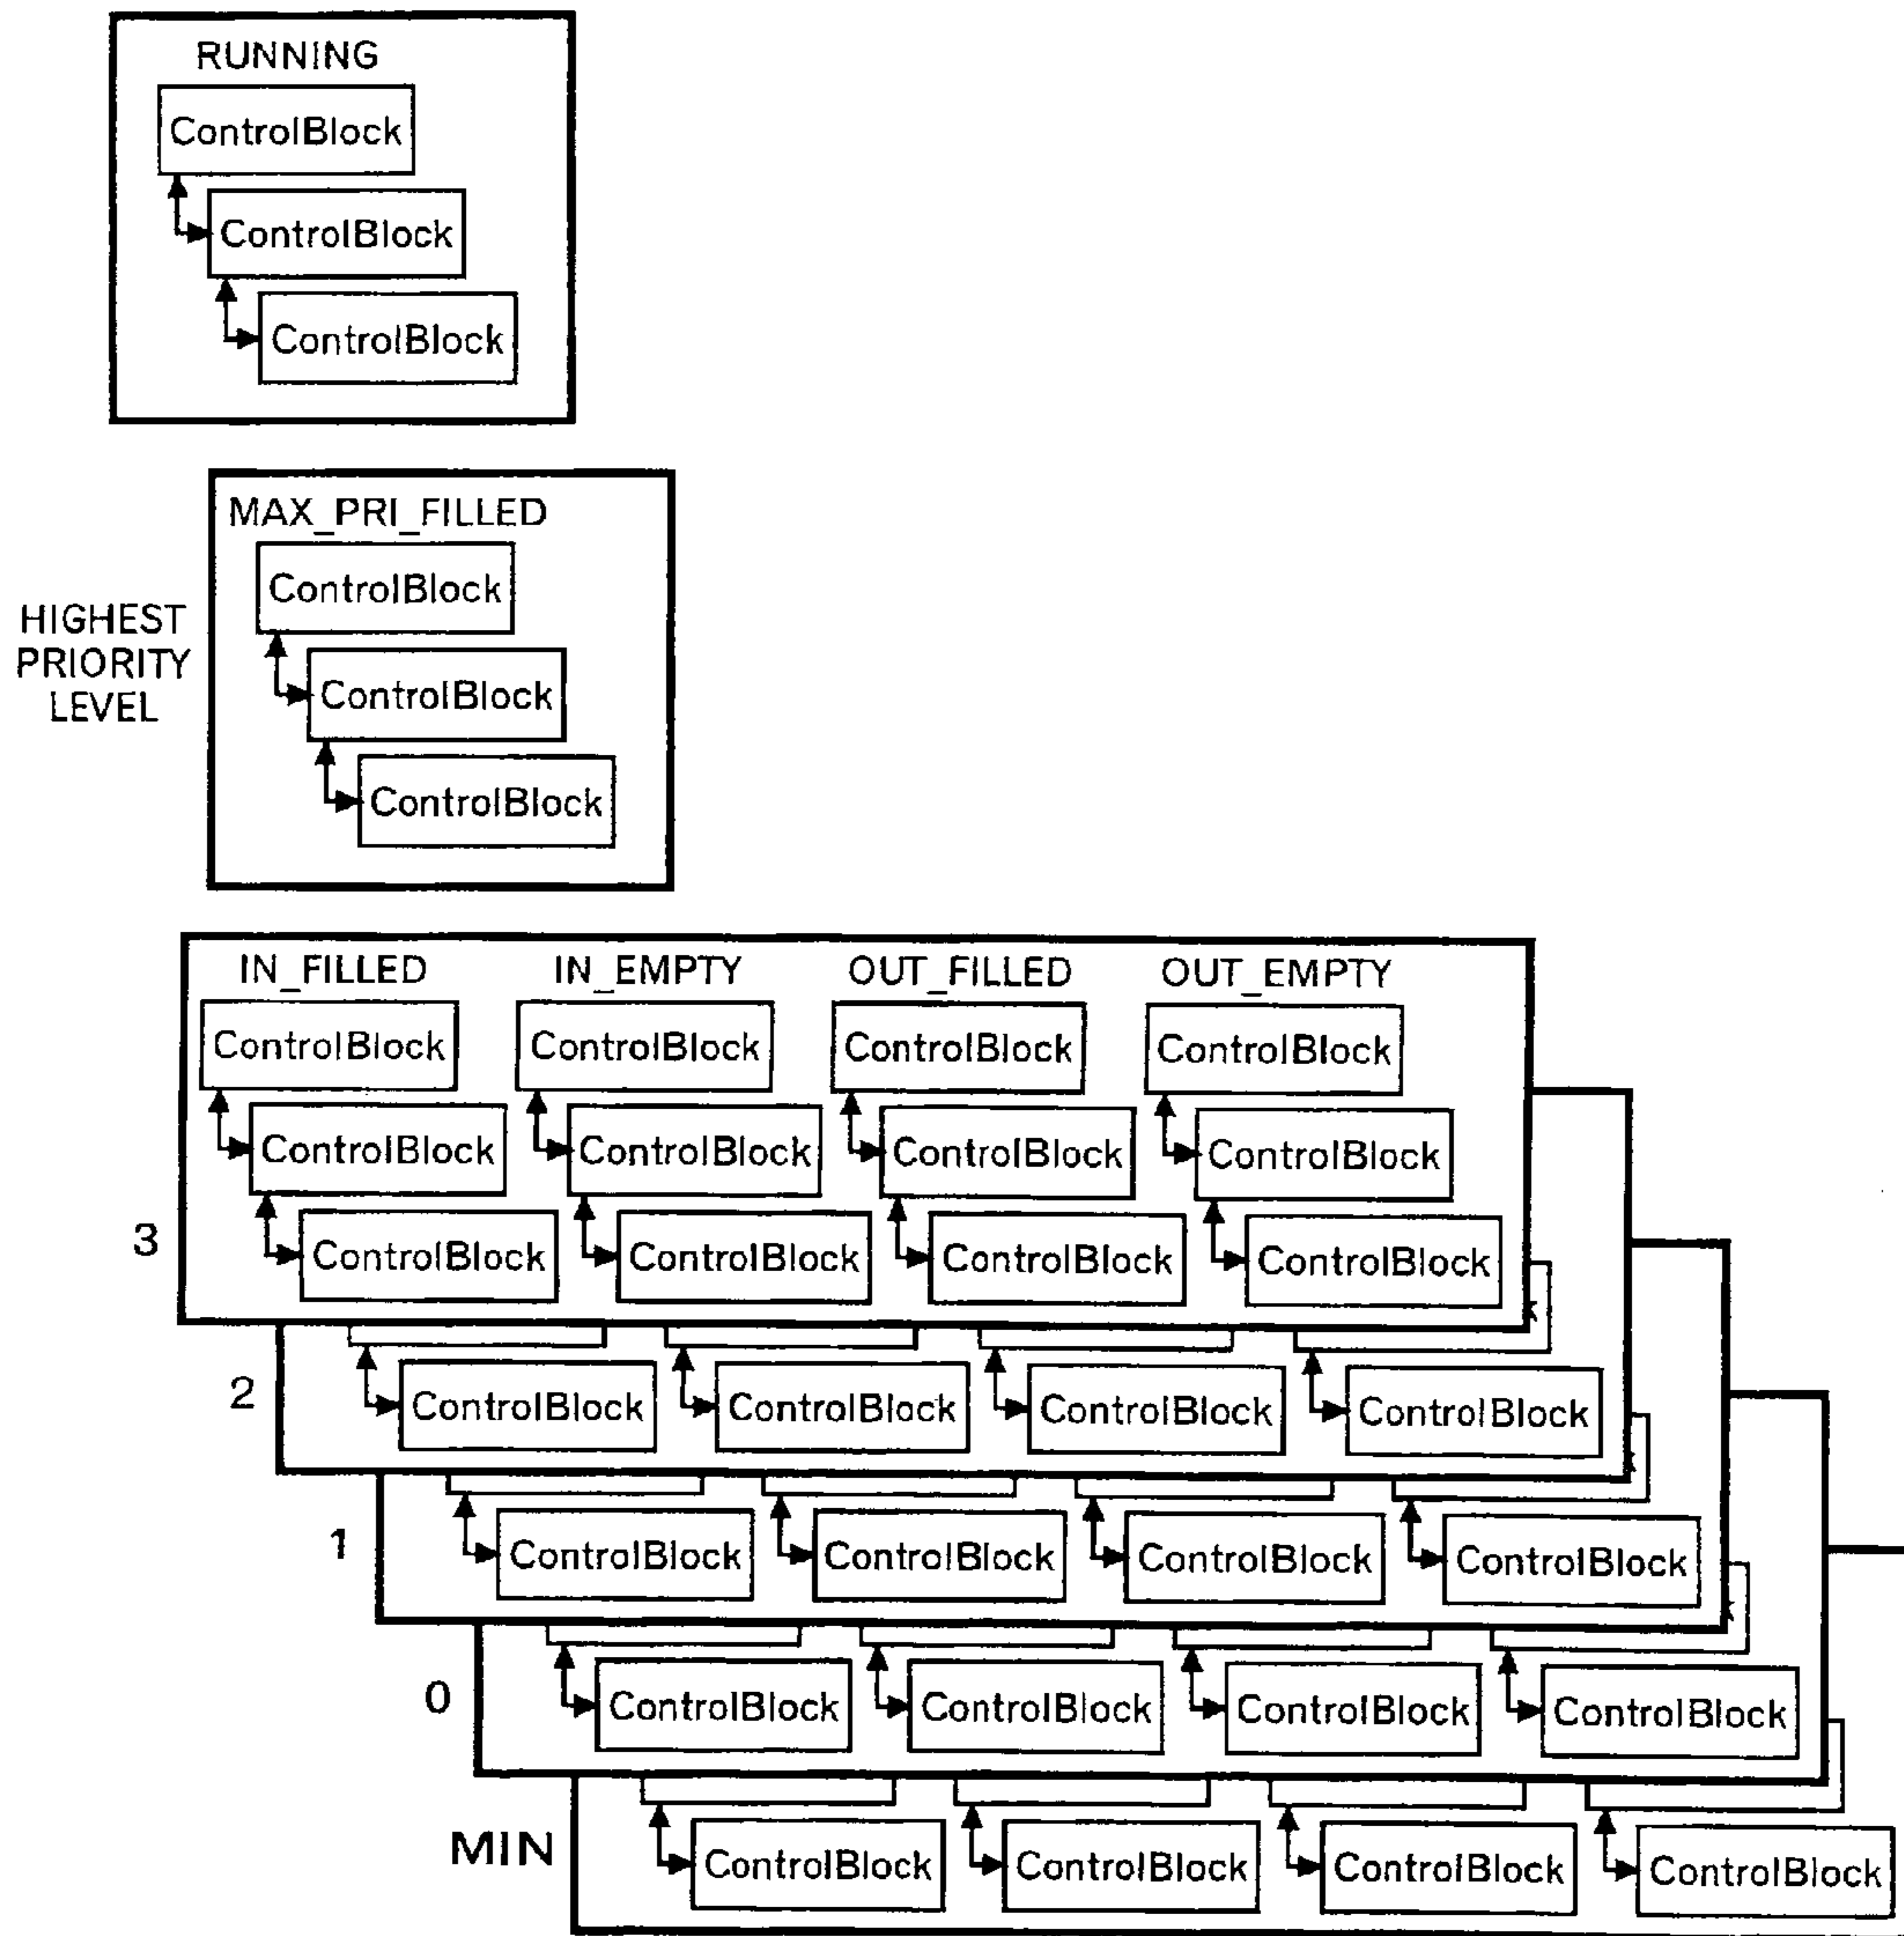 RUNNING
ControlBlock
ControlBlock
ControlBlock
HIGHEST
PRIORITY
LEVEL
MAX_PRI_FILLED
ControlBlock
ControlBlock
ControlBlock
IN_FILLED IN_EMPTY OUT_FILLED OUT_EMPTY
ControlBlock ControlBlock ControlBlock ControlBlock
ControlBlock ControlBlock ControlBlock ControlBlock
3 ControlBlock ControlBlock ControlBlock ControlBlock
2 ControlBlock ControlBlock ControlBlock ControlBlock
1 ControlBlock ControlBlock ControlBlock ControlBlock
0 ControlBlock ControlBlock ControlBlock ControlBlock
MIN ControlBlock ControlBlock ControlBlock ControlBlock